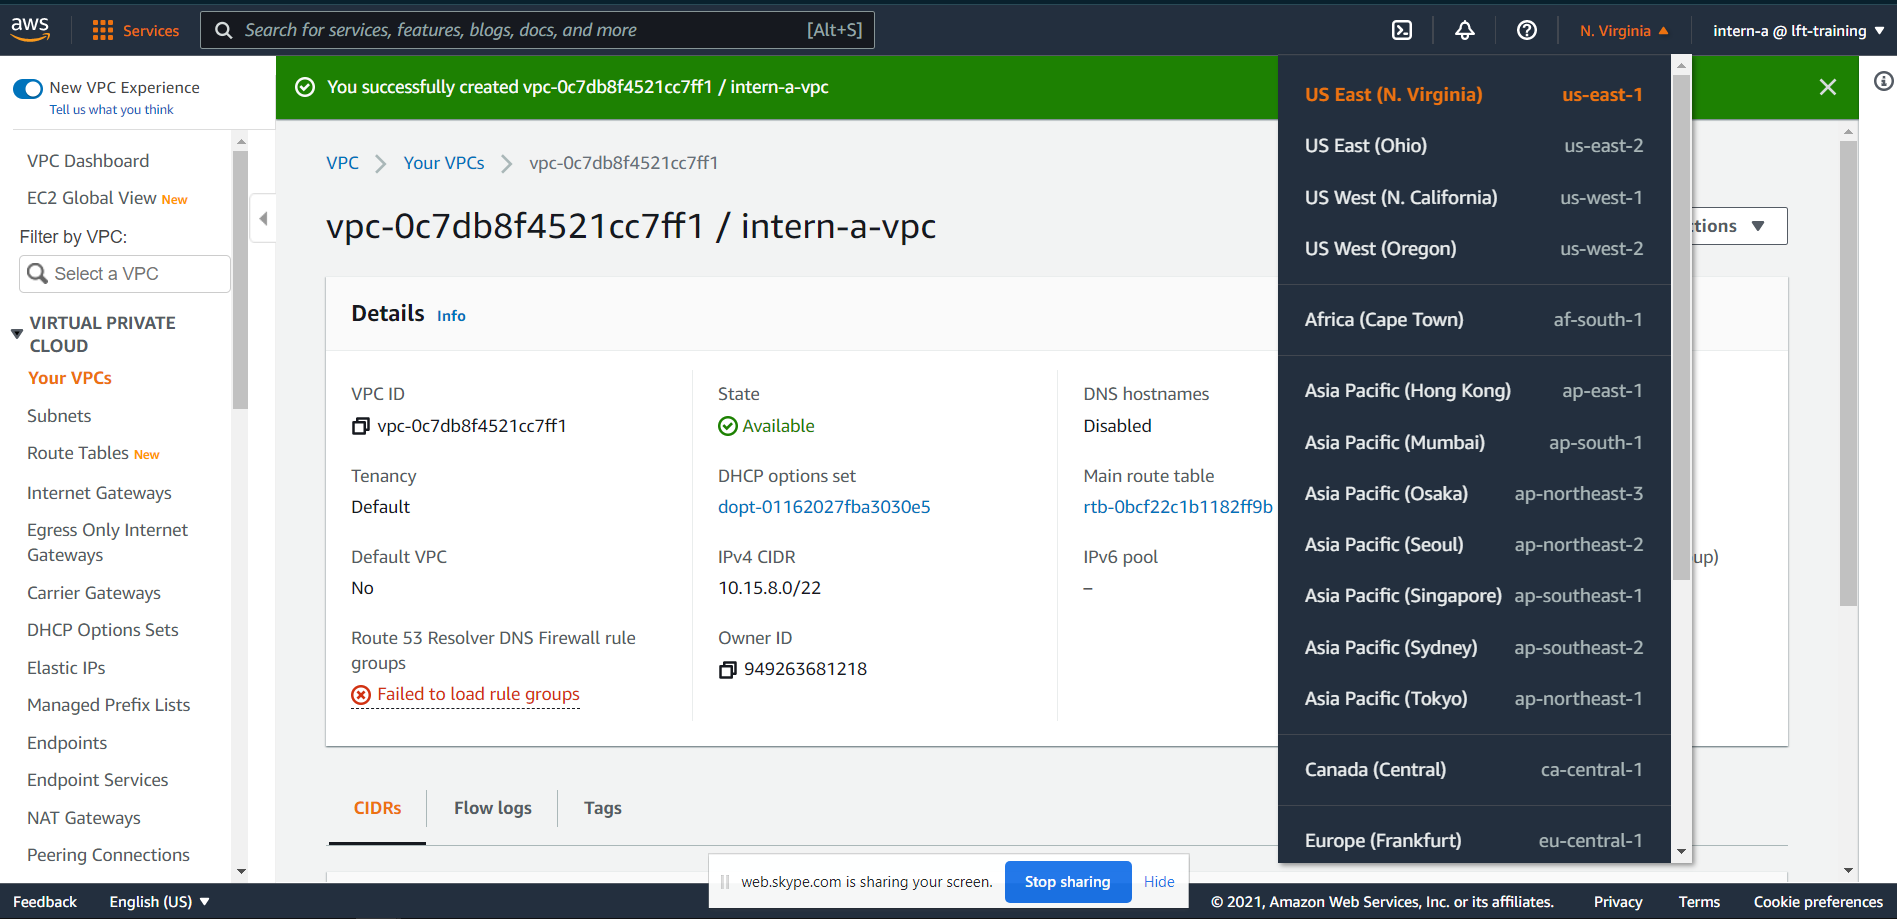 aws
Services
Search for services, features, blogs, docs, and more [Alt+S]
N. Virginia
intern-a @ lft-training
New VPC Experience
Tell us what you think
VPC Dashboard
EC2 Global View New
Filter by VPC:
Select a VPC
VIRTUAL PRIVATE
CLOUD
Your VPCs
Subnets
Route Tables New
Internet Gateways
Egress Only Internet
Gateways
Carrier Gateways
DHCP Options Sets
Elastic IPs
Managed Prefix Lists
Endpoints
Endpoint Services
NAT Gateways
Peering Connections
You successfully created vpc-0c7db8f4521cc7ff1 / intern-a-vpc
VPC
Your VPCs
vpc-0c7db8f4521cc7ff1
vpc-0c7db8f4521cc7ff1 / intern-a-vpc
tions
Details Info
VPC ID
vpc-0c7db8f4521cc7ff1
State
Available
DNS hostnames
Disabled
Tenancy
Default
DHCP options set
dopt-01162027fba3030e5
Main route table
rtb-0bcf22c1b1182ff9b
Default VPC
No
IPv4 CIDR
10.15.8.0/22
IPv6 pool
–
up)
Route 53 Resolver DNS Firewall rule
groups
Failed to load rule groups
Owner ID
949263681218
CIDRs
Flow logs
Tags
US East (N. Virginia) us-east-1
US East (Ohio) us-east-2
US West (N. California) us-west-1
US West (Oregon) us-west-2
Africa (Cape Town) af-south-1
Asia Pacific (Hong Kong) ap-east-1
Asia Pacific (Mumbai) ap-south-1
Asia Pacific (Osaka) ap-northeast-3
Asia Pacific (Seoul) ap-northeast-2
Asia Pacific (Singapore) ap-southeast-1
Asia Pacific (Sydney) ap-southeast-2
Asia Pacific (Tokyo) ap-northeast-1
Canada (Central) ca-central-1
Europe (Frankfurt) eu-central-1
web.skype.com is sharing your screen.
Stop sharing
Hide
Feedback
English (US)
© 2021, Amazon Web Services, Inc. or its affiliates.
Privacy
Terms
Cookie preferences